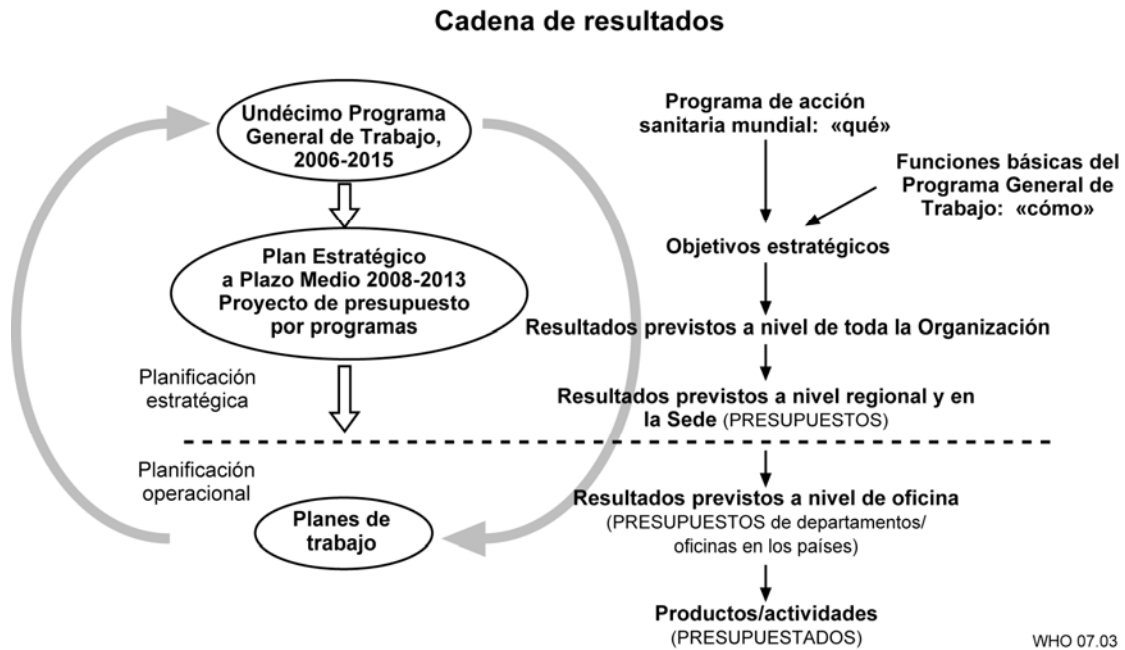 Cadena de resultados
Undécimo Programa
General de Trabajo,
2006-2015
Plan Estratégico
a Plazo Medio 2008-2013
Proyecto de presupuesto
por programas
Planificación
estratégica
Planificación
operacional
Planes de
trabajo
Programa de acción
sanitaria mundial: «qué»
Funciones básicas del
Programa General de
Trabajo: «cómo»
Objetivos estratégicos
Resultados previstos a nivel de toda la Organización
Resultados previstos a nivel regional y en
la Sede (PRESUPUESTOS)
Resultados previstos a nivel de oficina
(PRESUPUESTOS de departamentos/
oficinas en los países)
Productos/actividades
(PRESUPUESTADOS)
WHO 07.03